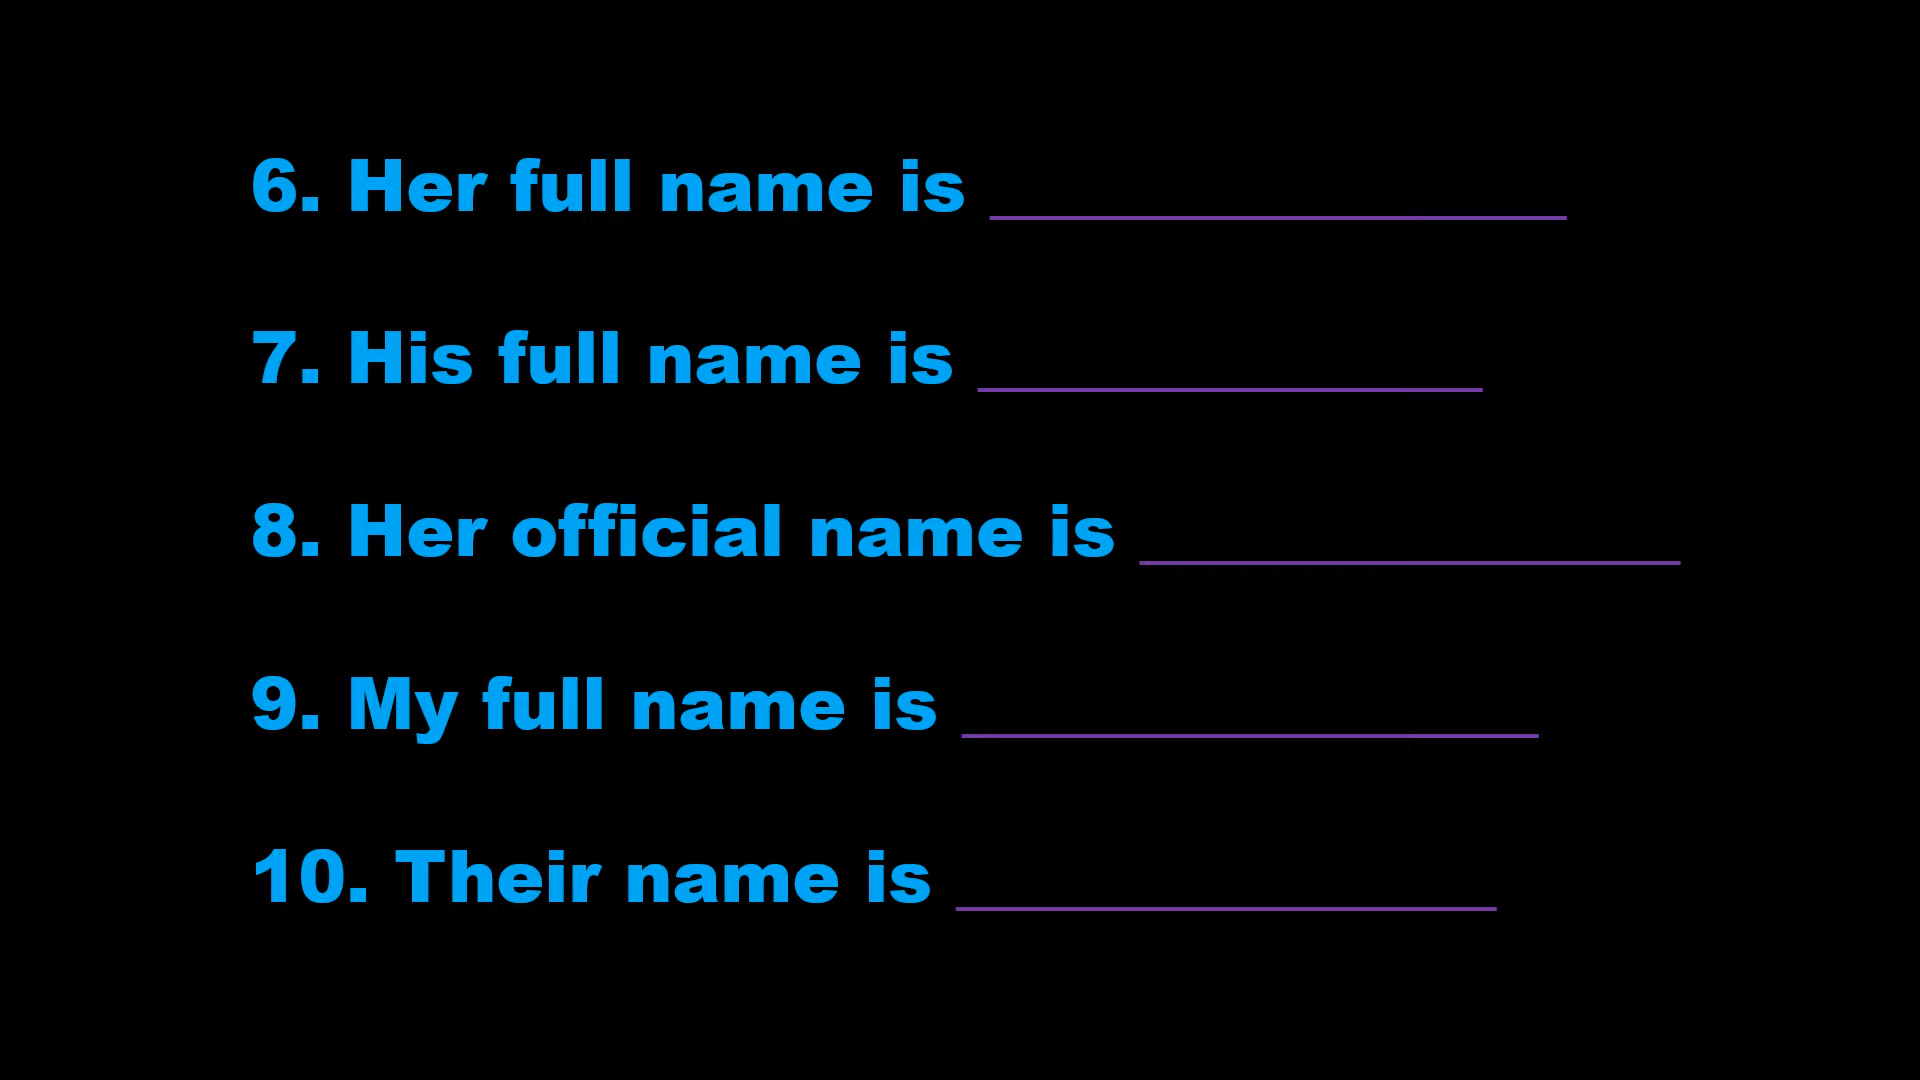 6. Her full name is ________________
7. His full name is ______________
8. Her official name is _______________
9. My full name is ________________
10. Their name is _______________